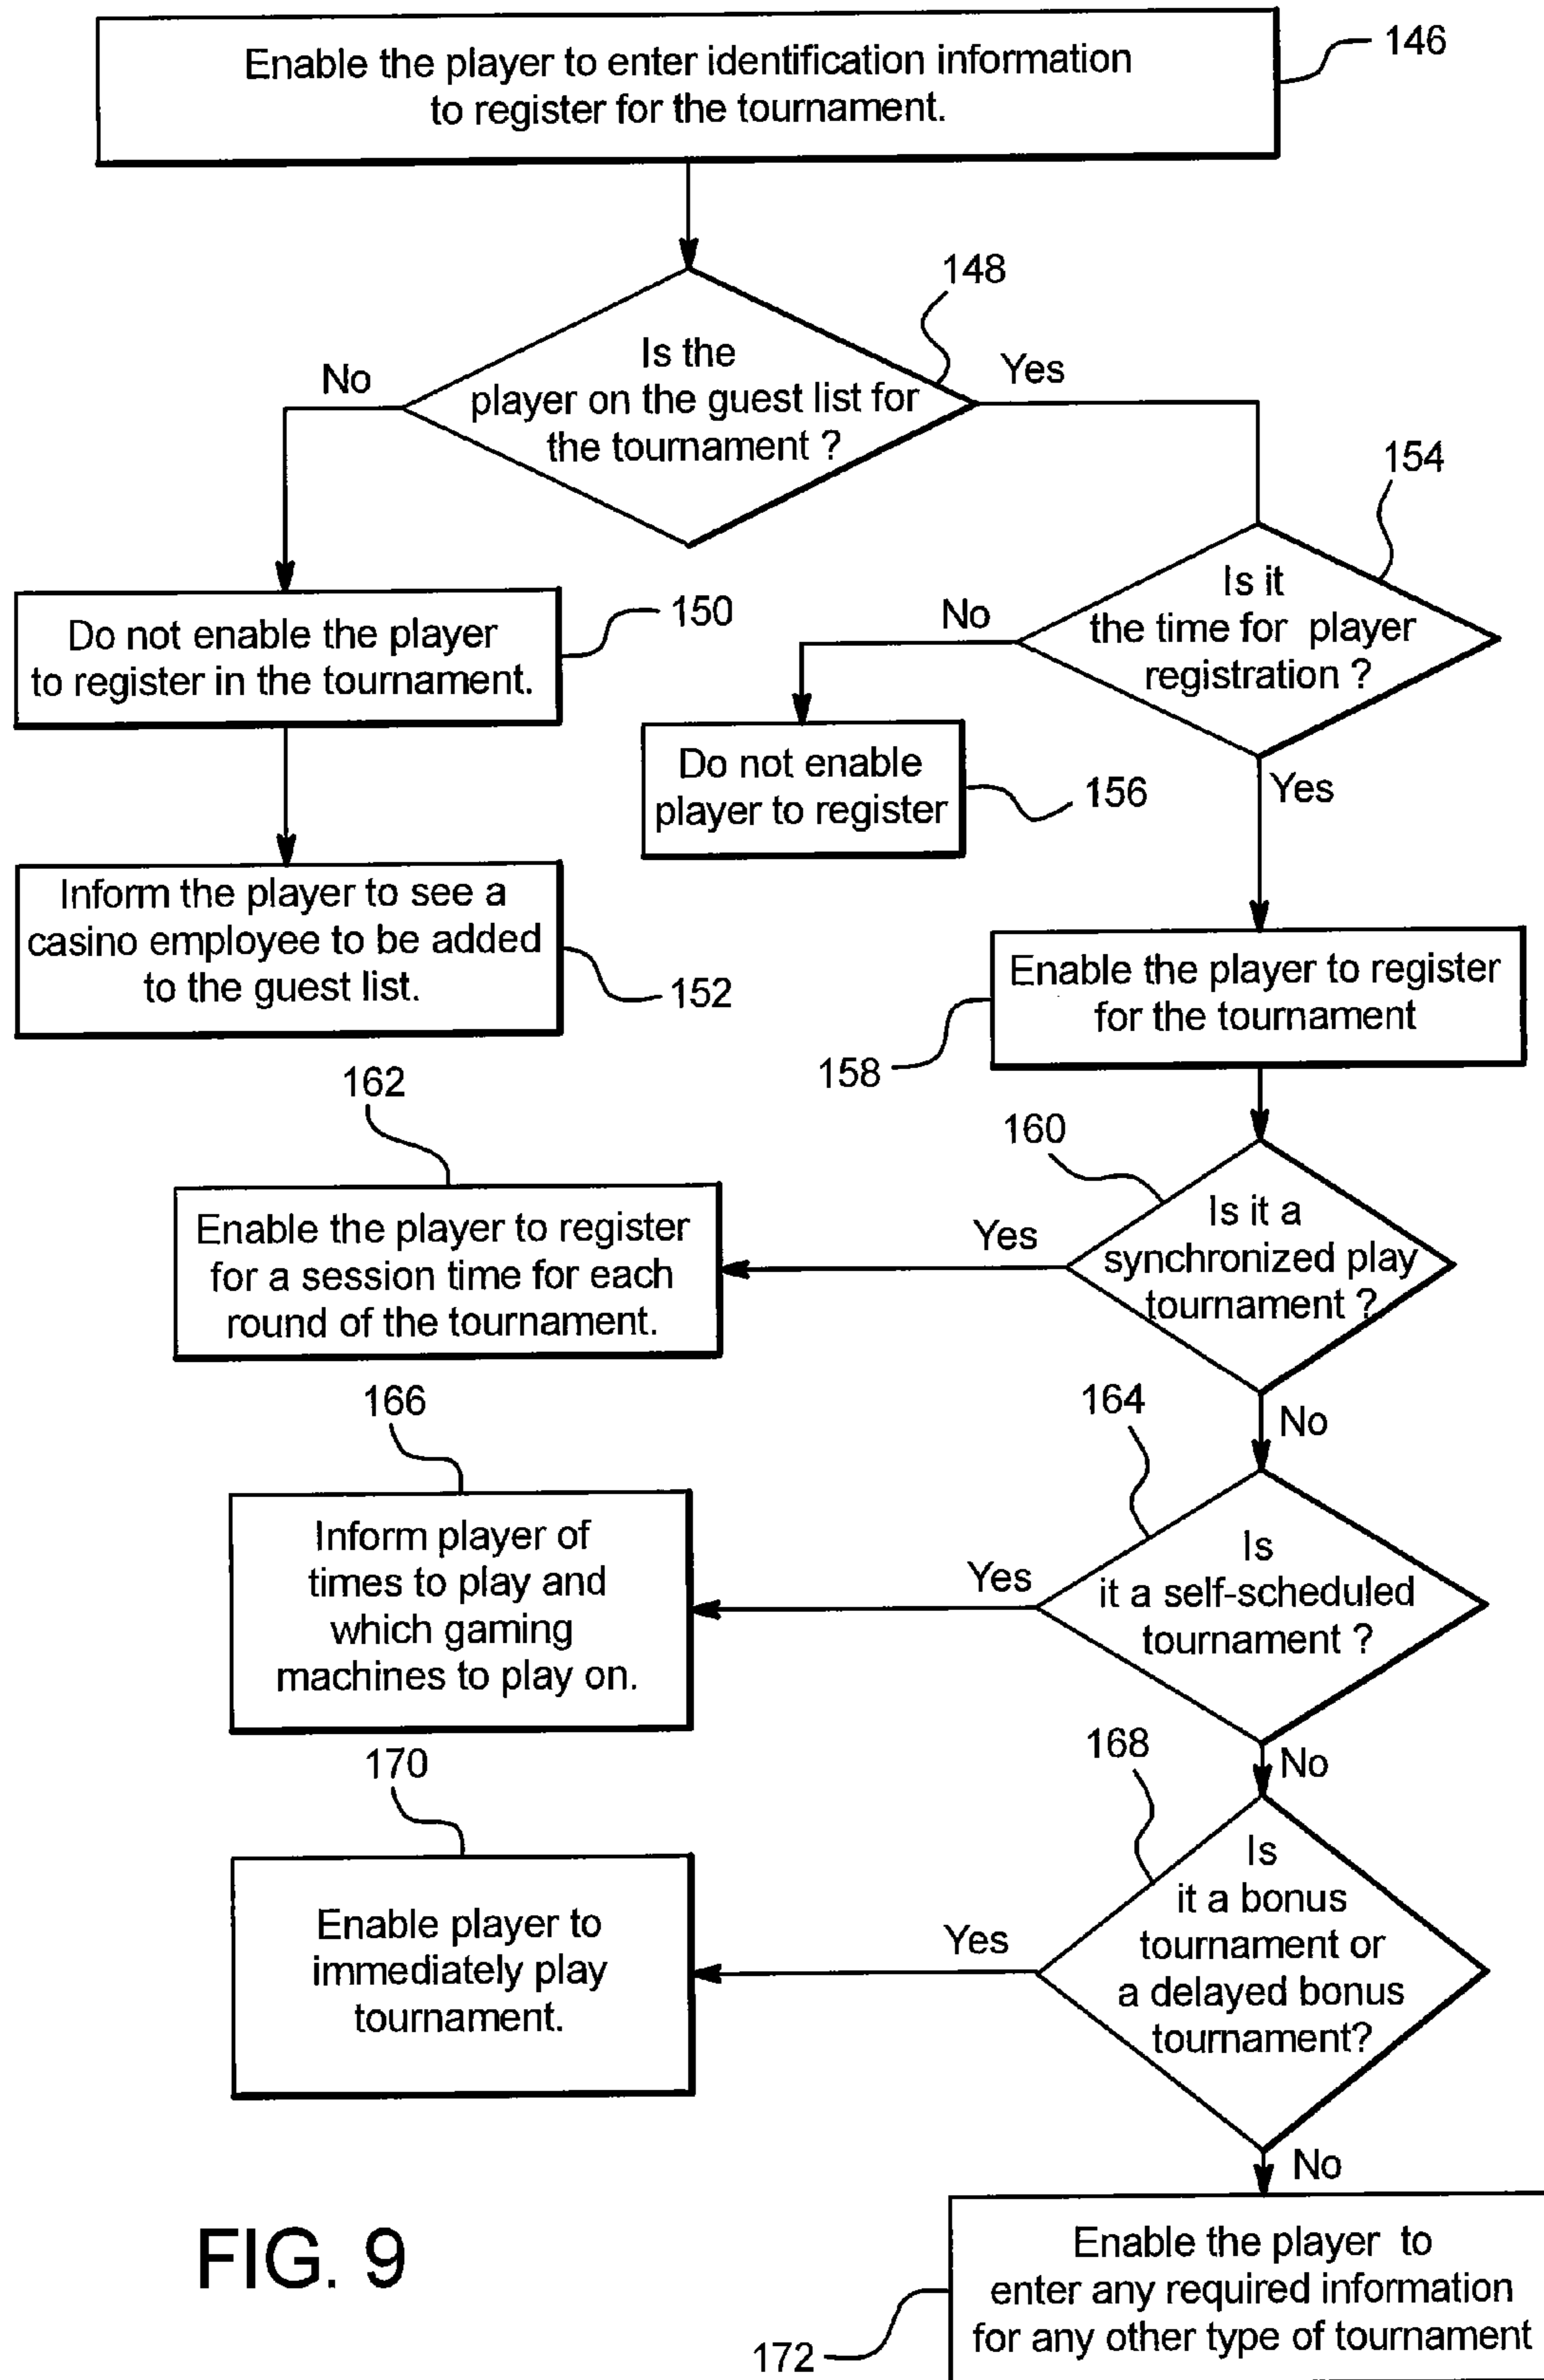 Enable the player to enter identification information
to register for the tournament.
146
148
Is the
player on the guest list for
the tournament ?
No
Yes
154
Is it
the time for player
registration ?
No
Yes
150
Do not enable the player
to register in the tournament.
Do not enable
player to register
156
Inform the player to see a
casino employee to be added
to the guest list.
152
Enable the player to register
for the tournament
158
162
160
Enable the player to register
for a session time for each
round of the tournament.
Yes
Is it a
synchronized play
tournament ?
No
166
164
Inform player of
times to play and
which gaming
machines to play on.
Yes
Is
it a self-scheduled
tournament ?
No
170
168
Enable player to
immediately play
tournament.
Yes
Is
it a bonus
tournament or
a delayed bonus
tournament?
No
Enable the player to
enter any required information
for any other type of tournament
172
FIG. 9